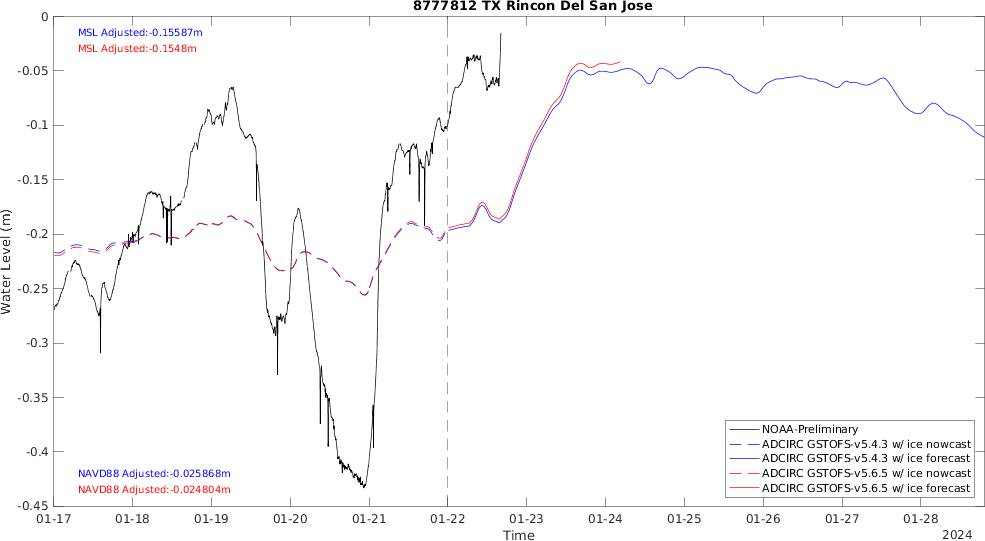 8777812 TX Rincon Del San Jose
MSL Adjusted:-0.15587m
MSL Adjusted:-0.1548m
0
-0.05
-0.1
-0.15
-0.2
-0.25
-0.3
-0.35
-0.4
-0.45
Water Level (m)
NAVD88 Adjusted:-0.025868m
NAVD88 Adjusted:-0.024804m
NOAA-Preliminary
ADCIRC GSTOFS-v5.4.3 w/ ice nowcast
ADCIRC GSTOFS-v5.4.3 w/ ice forecast
ADCIRC GSTOFS-v5.6.5 w/ ice nowcast
ADCIRC GSTOFS-v5.6.5 w/ ice forecast
01-17 01-18 01-19 01-20 01-21 01-22 01-23 01-24 01-25 01-26 01-27 01-28
Time
2024